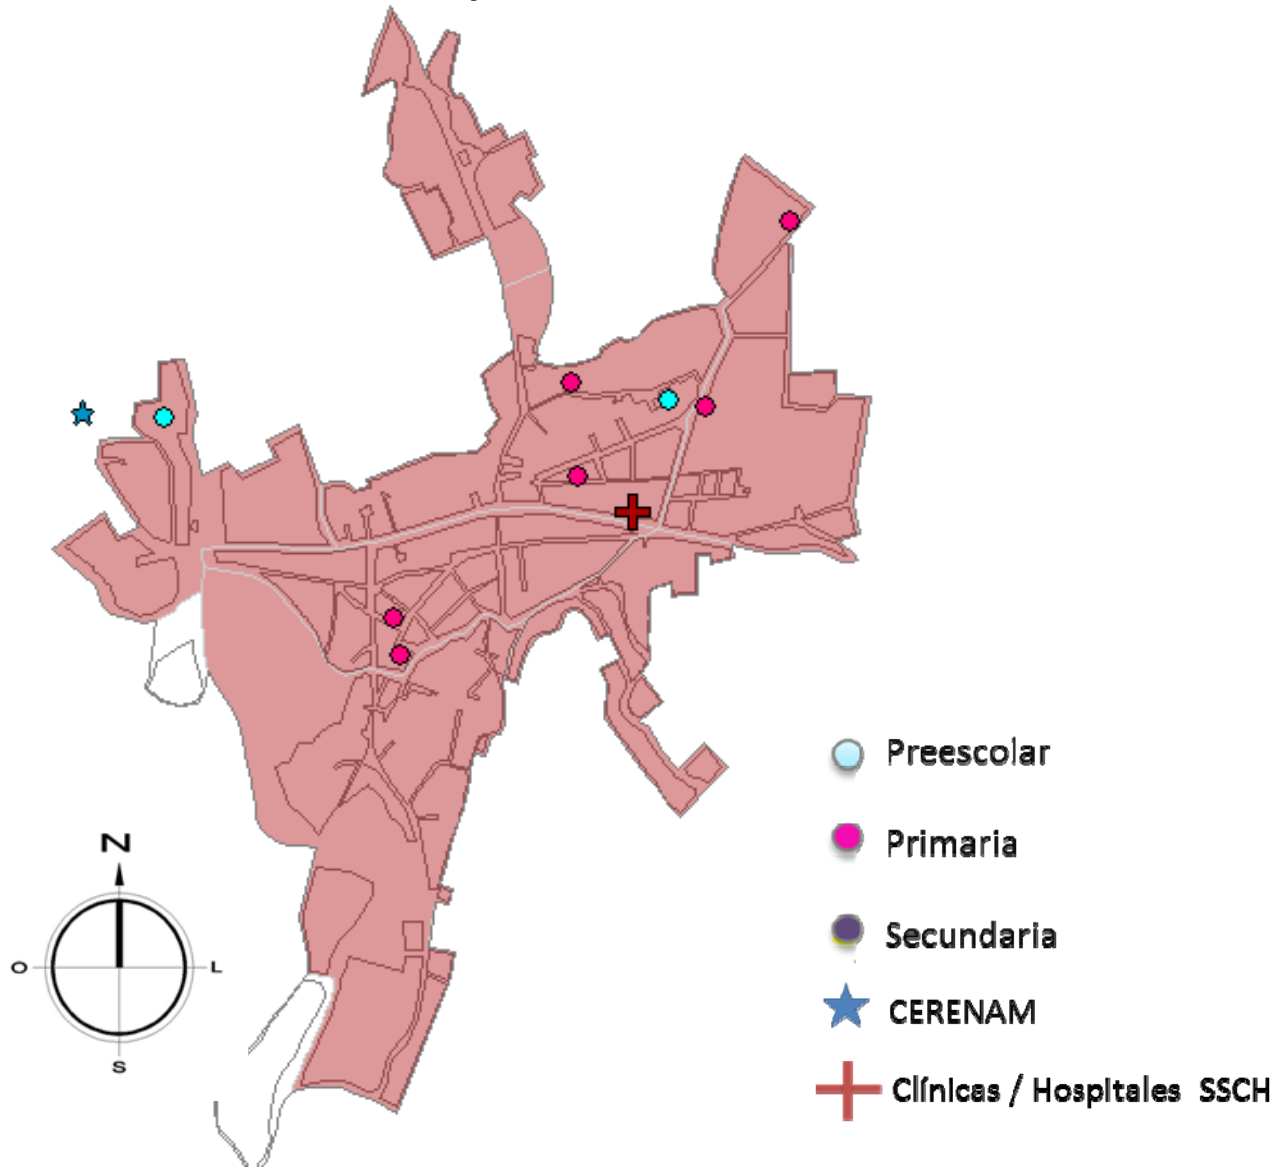 Preescolar
Primaria
Secundaria
CERENAM
Clínicas / Hospitales SSCH
N
O L
S